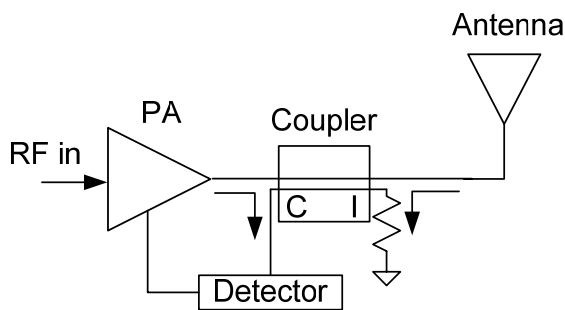 Antenna
PA
Coupler
RF in
C I
Detector